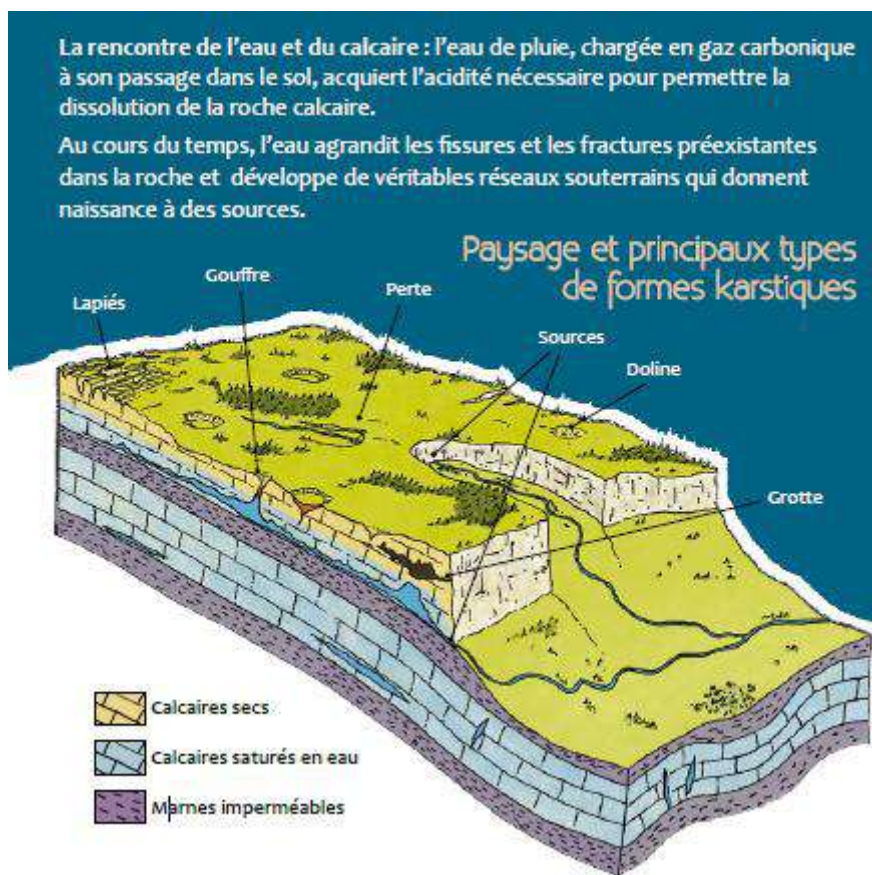 La rencontre de l'eau et du calcaire : l'eau de pluie, chargée en gaz carbonique
à son passage dans le sol, acquiert l'acidité nécessaire pour permettre la
dissolution de la roche calcaire.
Au cours du temps, l'eau agrandit les fissures et les fractures préexistantes
dans la roche et développe de véritables réseaux souterrains qui donnent
naissance à des sources.
Paysage et principaux types
de formes karstiques
Gouffre
Lapiés
Perte
Sources
Doline
Grotte
Calcaires secs
Calcaires saturés en eau
Marnes imperméables